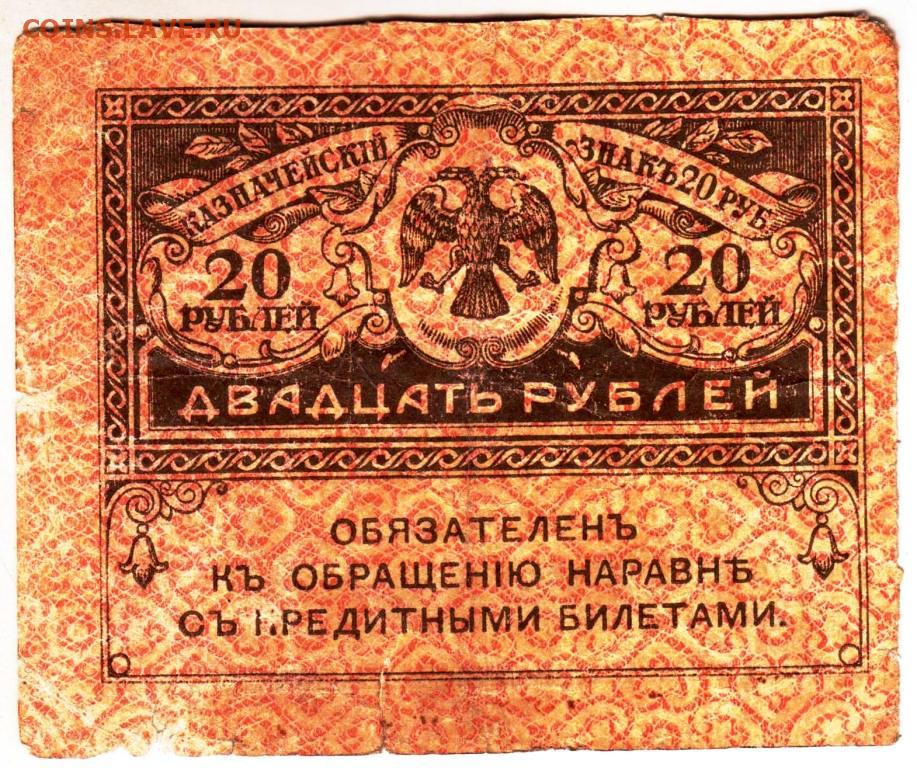 COINS.LAVE.RU
КАЗНАЧЕЙСКІЙ ЗНАКЪ 20 РУБ.
20 20
РУБЛЕЙ РУБЛЕЙ
ДВАДЦАТЬ РУБЛЕЙ
ОБЯЗАТЕЛЕНЪ
КЪ ОБРАЩЕНІЮ НАРАВНѢ
СЪ КРЕДИТНЫМИ БИЛЕТАМИ.